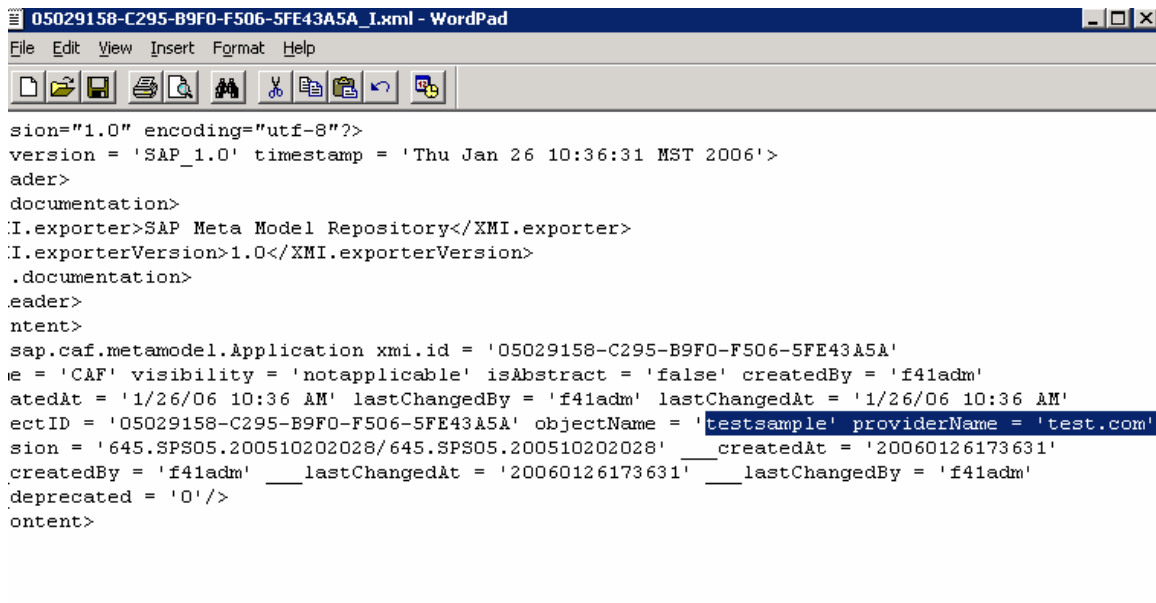 05029158-C295-B9F0-F506-5FE43A5A_I.xml - WordPad
File Edit View Insert Format Help
sion="1.0" encoding="utf-8"?>
version = 'SAP_1.0' timestamp = 'Thu Jan 26 10:36:31 MST 2006'>
ader>
documentation>
I.exporter>SAP Meta Model Repository</XMI.exporter>
I.exporterVersion>1.0</XMI.exporterVersion>
.documentation>
eader>
ntent>
sap.caf.metamodel.Application xmi.id = '05029158-C295-B9F0-F506-5FE43A5A'
e = 'CAF' visibility = 'notapplicable' isAbstract = 'false' createdBy = 'f41adm'
atedAt = '1/26/06 10:36 AM' lastChangedBy = 'f41adm' lastChangedAt = '1/26/06 10:36 AM'
ectID = '05029158-C295-B9F0-F506-5FE43A5A' objectName = 'testsample' providerName = 'test.com'
sion = '645.SPS05.200510202028/645.SPS05.200510202028' ___createdAt = '20060126173631'
createdBy = 'f41adm' ___lastChangedAt = '20060126173631' ___lastChangedBy = 'f41adm'
deprecated = '0'/>
ontent>